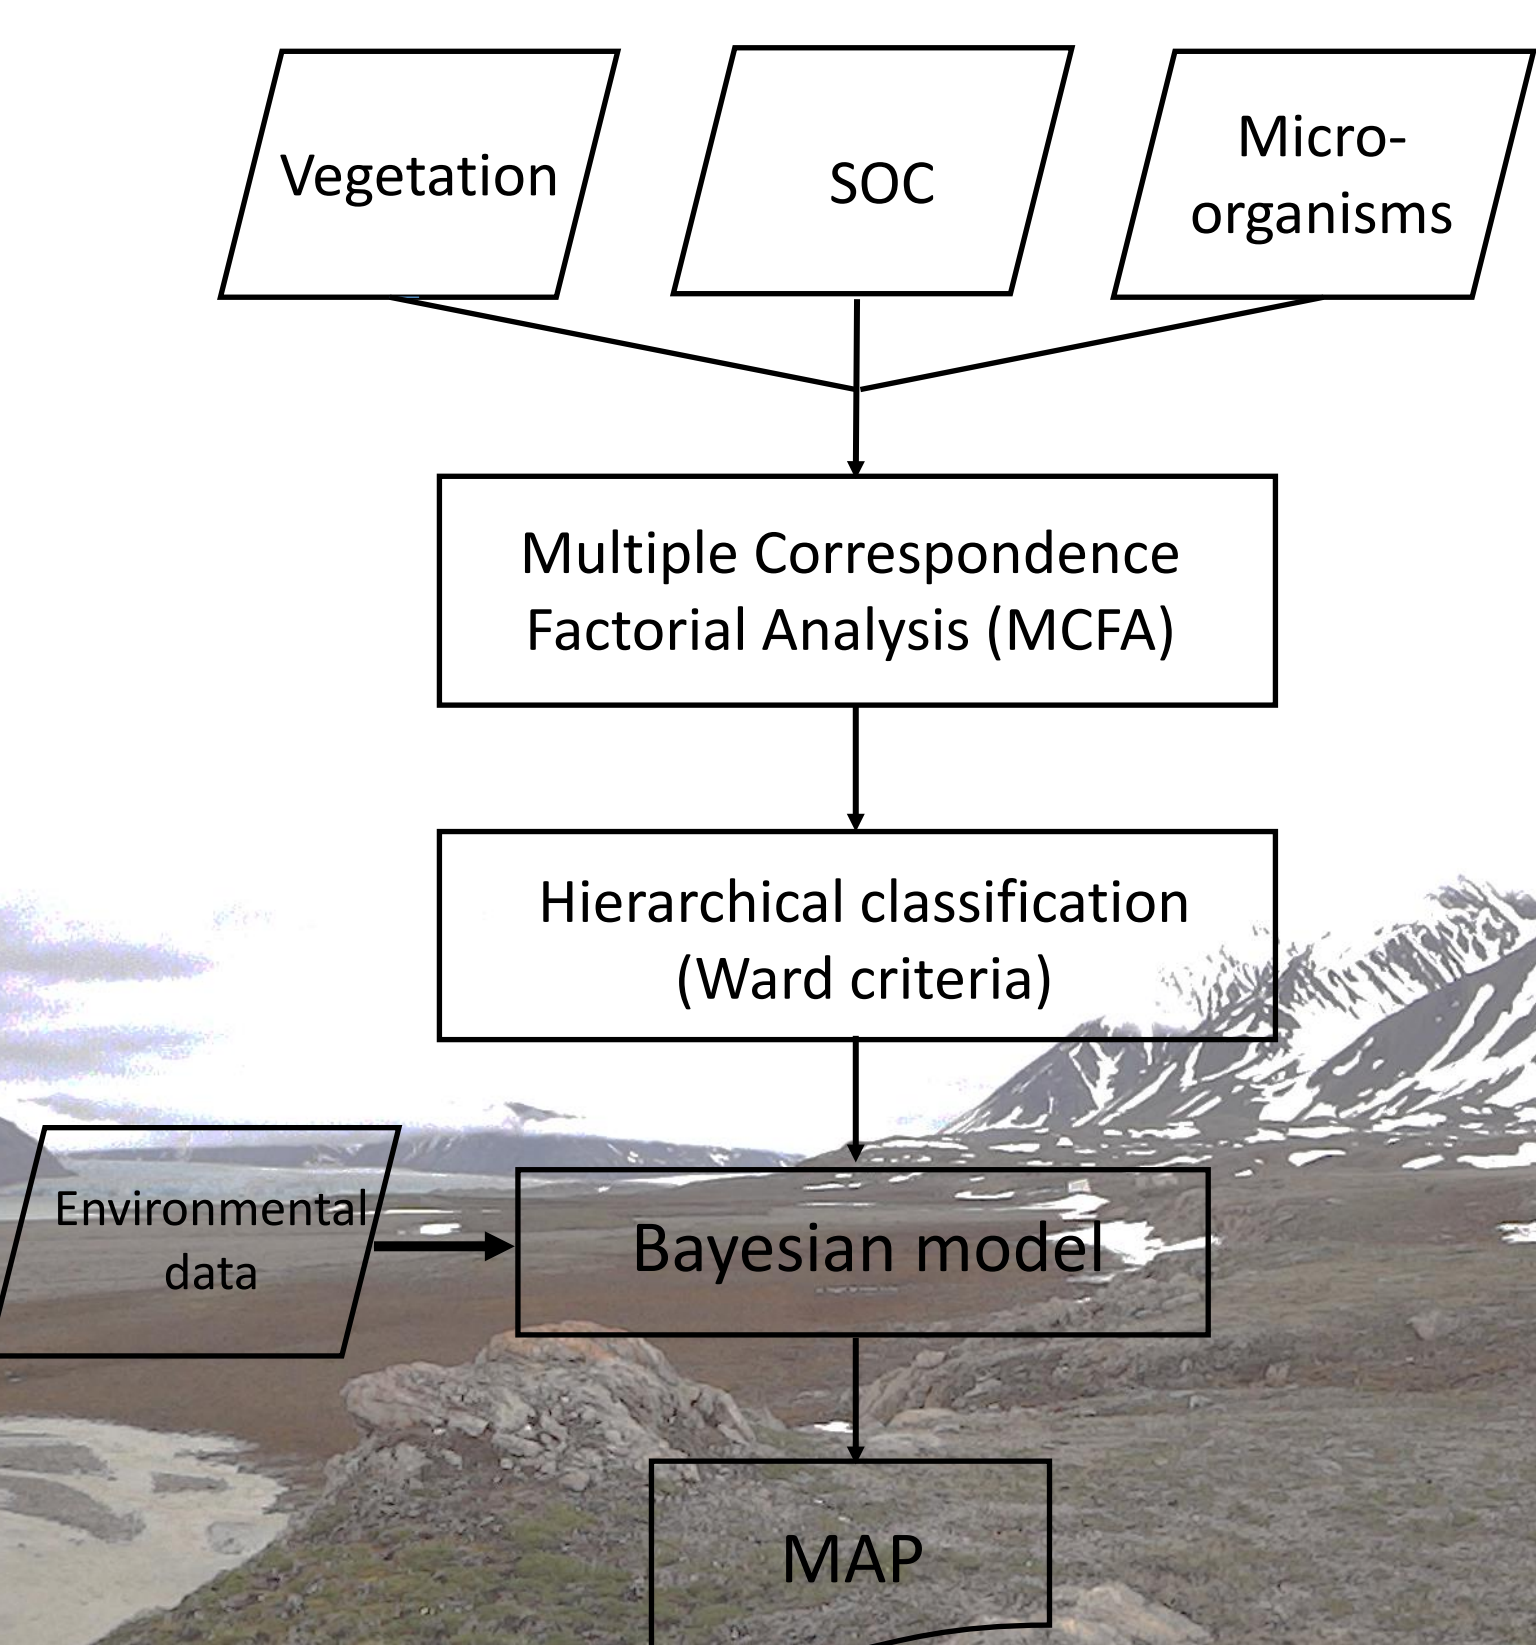 Vegetation
SOC
Micro-
organisms
Multiple Correspondence
Factorial Analysis (MCFA)
Hierarchical classification
(Ward criteria)
Environmental
data
Bayesian model
MAP